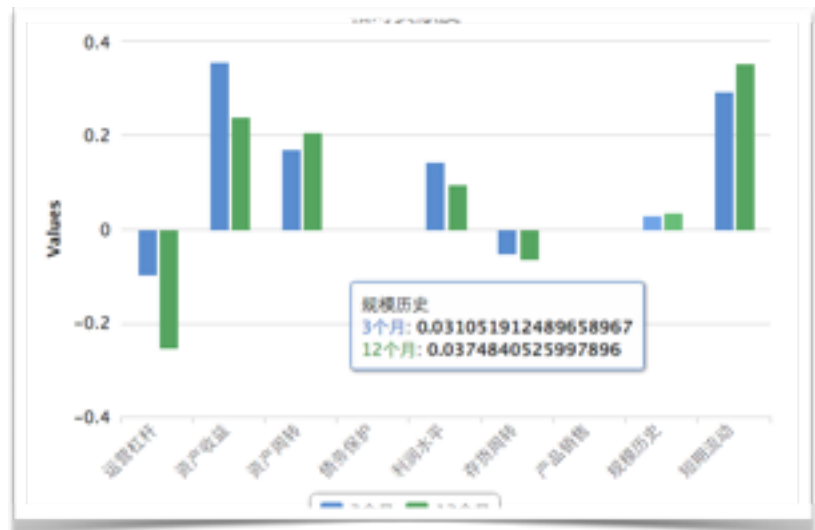 0.4
0.2
0
−0.2
−0.4
Values
规模历史
3个月: 0.031051912489658967
12个月: 0.0374840525997896
运营杠杆
资产收益
资产周转
债务保护
利润水平
存货周转
产品销售
规模历史
短期流动